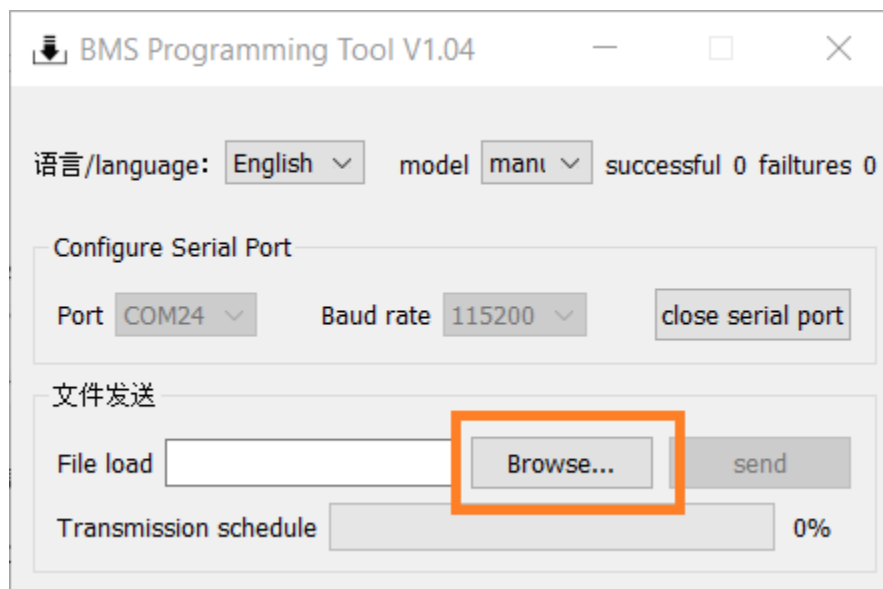 BMS Programming Tool V1.04
语言/language: English model manu successful 0 failtures 0
Configure Serial Port
Port COM24 Baud rate 115200 close serial port
文件发送
File load Browse... send
Transmission schedule 0%